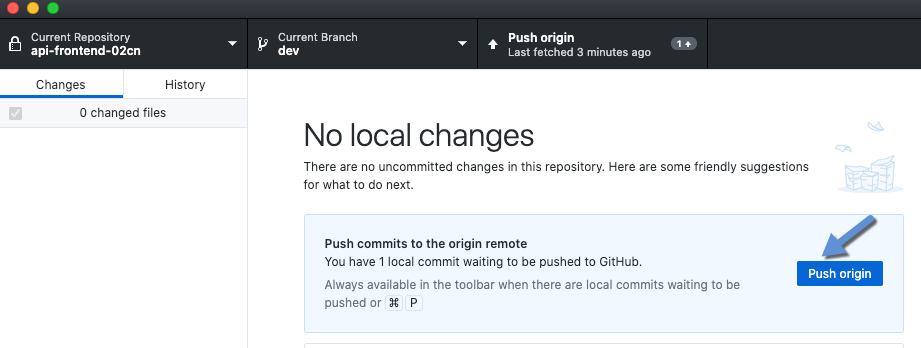 Current Repository
api-frontend-02cn
Current Branch
dev
Push origin
Last fetched 3 minutes ago
1
Changes
History
0 changed files
No local changes
There are no uncommitted changes in this repository. Here are some friendly suggestions
for what to do next.
Push commits to the origin remote
You have 1 local commit waiting to be pushed to GitHub.
Always available in the toolbar when there are local commits waiting to be
pushed or ⌘ P
Push origin